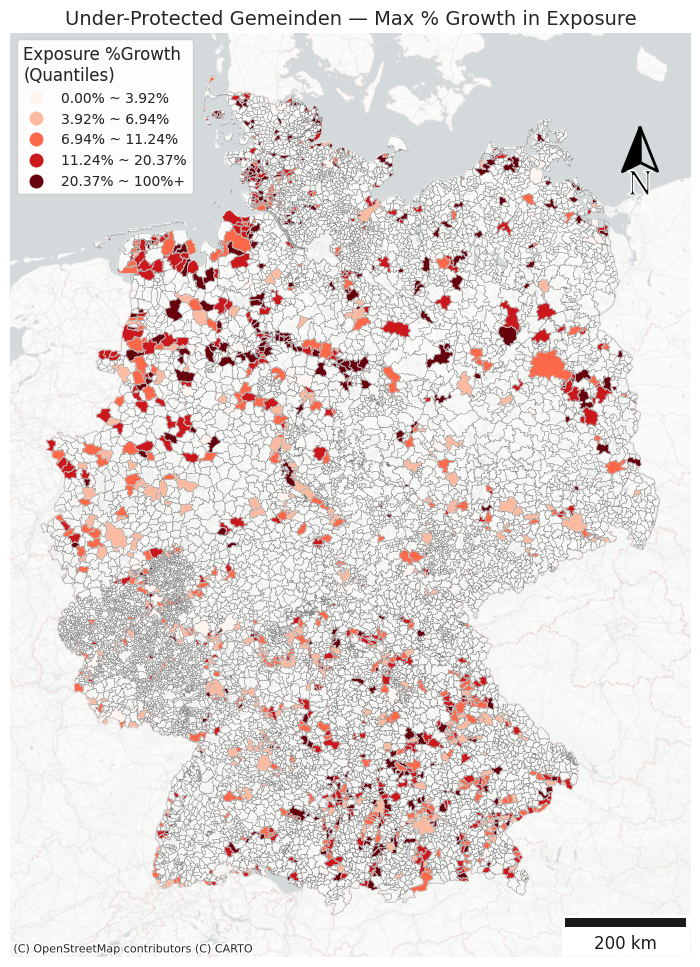 Under-Protected Gemeinden — Max % Growth in Exposure
Exposure %Growth
(Quantiles)
0.00% ~ 3.92%
3.92% ~ 6.94%
6.94% ~ 11.24%
11.24% ~ 20.37%
20.37% ~ 100%+
N
(C) OpenStreetMap contributors (C) CARTO
200 km